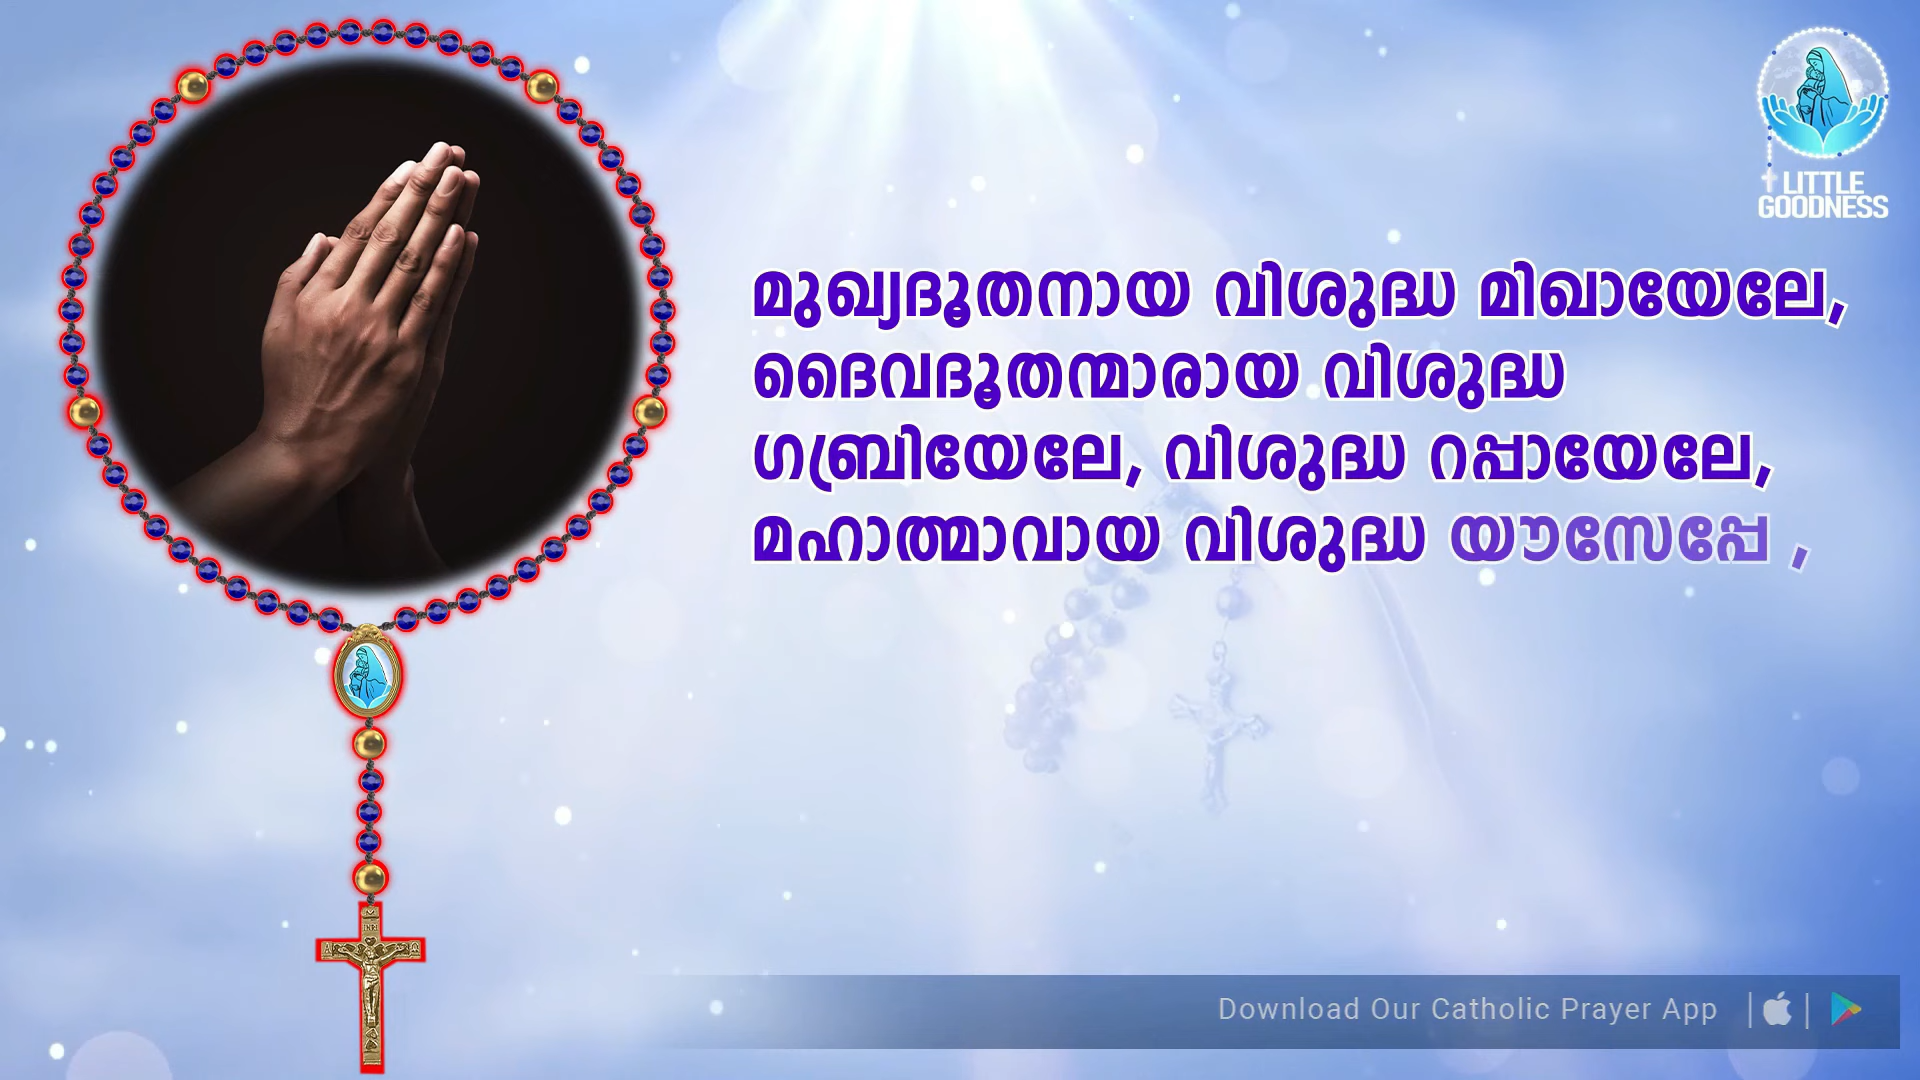 LITTLE
GOODNESS
മുഖ്യദൂതനായ വിശുദ്ധ മിഖായേലേ,
ദൈവദൂതന്മാരായ വിശുദ്ധ
ഗബ്രിയേലേ, വിശുദ്ധ റപ്പായേലേ,
മഹാത്മാവായ വിശുദ്ധ യൗസേപ്പേ ,
INRI
Download Our Catholic Prayer App